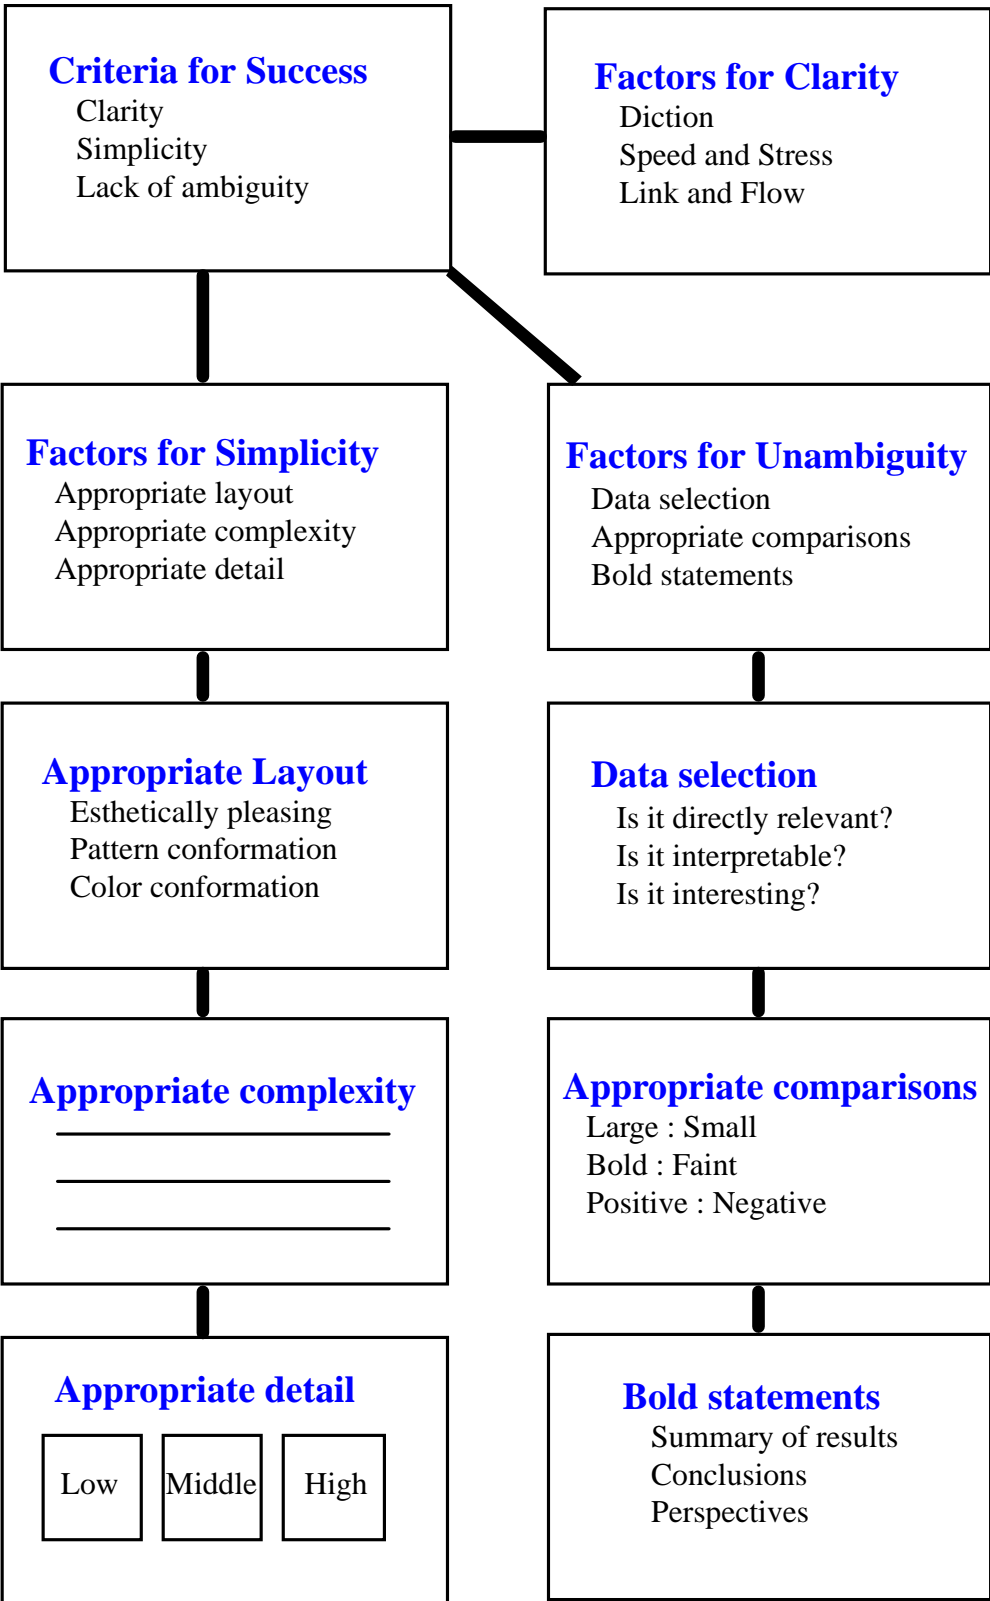 Criteria for Success
Clarity
Simplicity
Lack of ambiguity
Factors for Clarity
Diction
Speed and Stress
Link and Flow
Factors for Simplicity
Appropriate layout
Appropriate complexity
Appropriate detail
Factors for Unambiguity
Data selection
Appropriate comparisons
Bold statements
Appropriate Layout
Esthetically pleasing
Pattern conformation
Color conformation
Data selection
Is it directly relevant?
Is it interpretable?
Is it interesting?
Appropriate complexity
Appropriate comparisons
Large : Small
Bold : Faint
Positive : Negative
Appropriate detail
Low Middle High
Bold statements
Summary of results
Conclusions
Perspectives